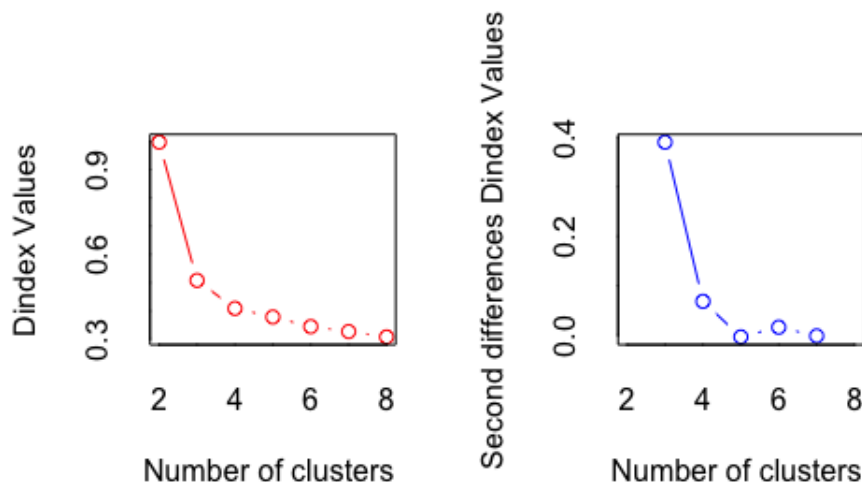 Dindex Values
0.9
0.6
0.3
2 4 6 8
Number of clusters
Second differences Dindex Values
0.4
0.2
0.0
2 4 6 8
Number of clusters